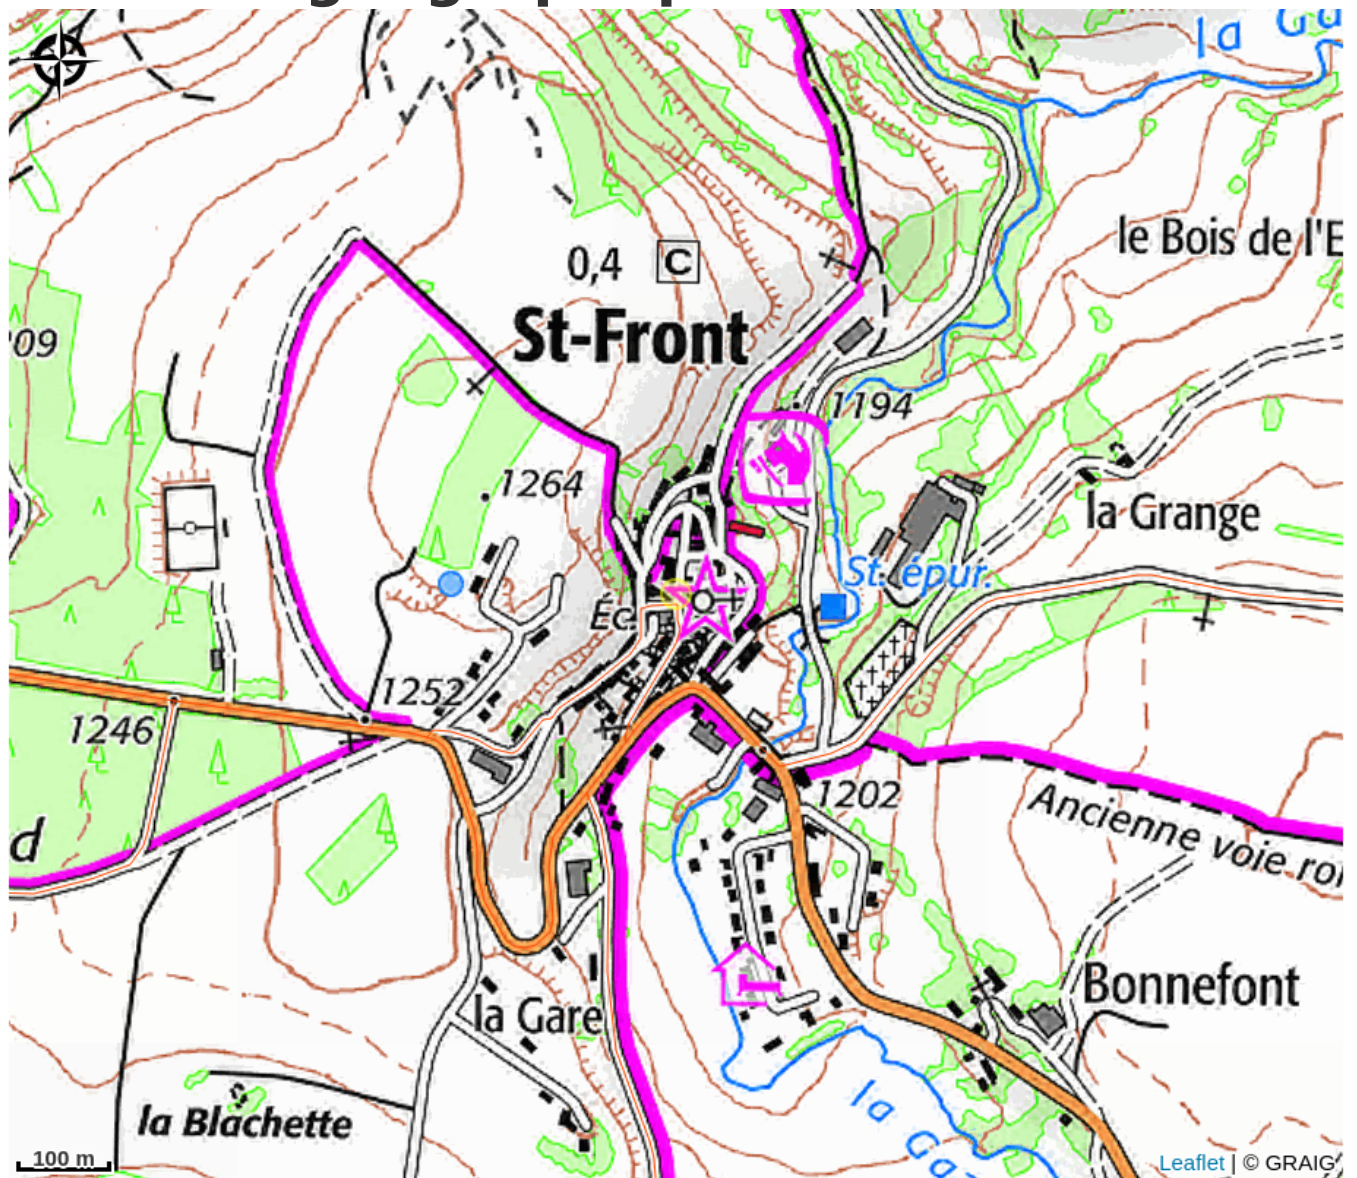 la Ga
le Bois de l'E
0,4 C
St-Front
09
1194
1264
la Grange
St. épur.
Éc.
1252
1246
1202
Ancienne voie ro
d
Bonnefont
la Gare
la Blachette
la Ga
100 m
Leaflet | © GRAIG